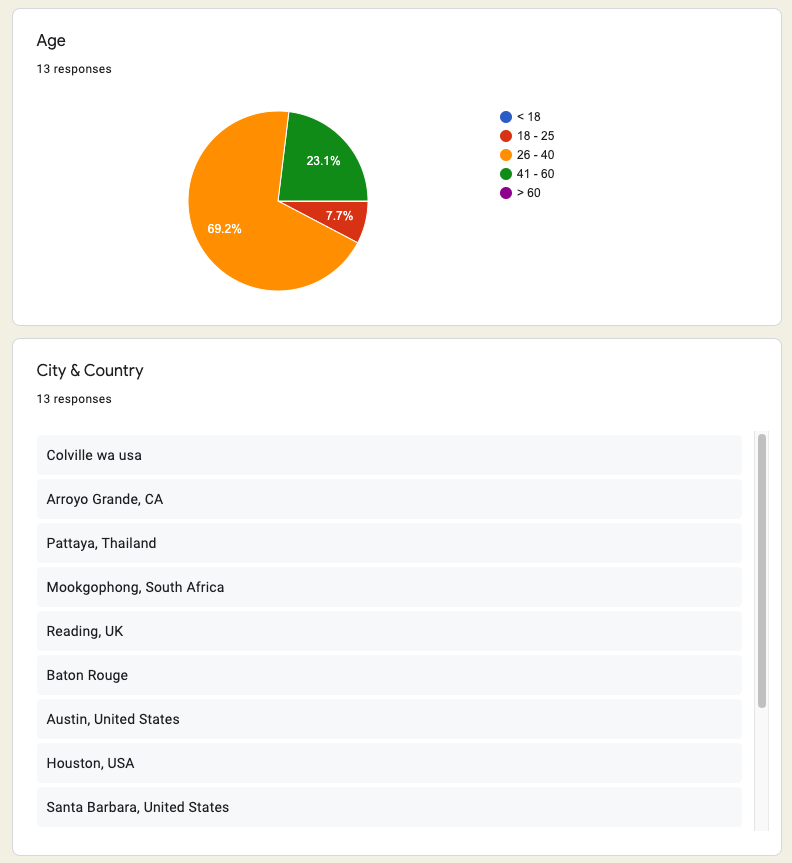 Age
13 responses
23.1%
7.7%
69.2%
< 18
18 - 25
26 - 40
41 - 60
> 60
City & Country
13 responses
Colville wa usa
Arroyo Grande, CA
Pattaya, Thailand
Mookgophong, South Africa
Reading, UK
Baton Rouge
Austin, United States
Houston, USA
Santa Barbara, United States